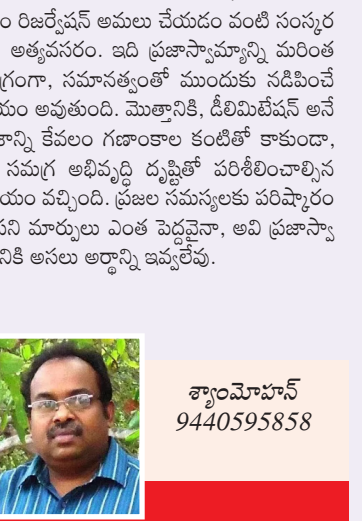 ం రిజర్వేషన్ అమలు చేయడం వంటి సంస్కర
అత్యవసరం. ఇది ప్రజాస్వామ్యాన్ని మరింత
గ్రంగా, సమానత్వంతో ముందుకు నడిపించే
యం అవుతుంది. మొత్తానికి, డీలిమిటేషన్ అనే
శాన్ని కేవలం గణాంకాల కంటితో కాకుండా,
సమగ్ర అభివృద్ధి దృష్టితో పరిశీలించాల్సిన
యం వచ్చింది. ప్రజల సమస్యలకు పరిష్కారం
పని మార్పులు ఎంత పెద్దవైనా, అవి ప్రజాస్వా
నికి అసలు అర్థాన్ని ఇవ్వలేవు.
శ్యాంమోహన్
9440595858